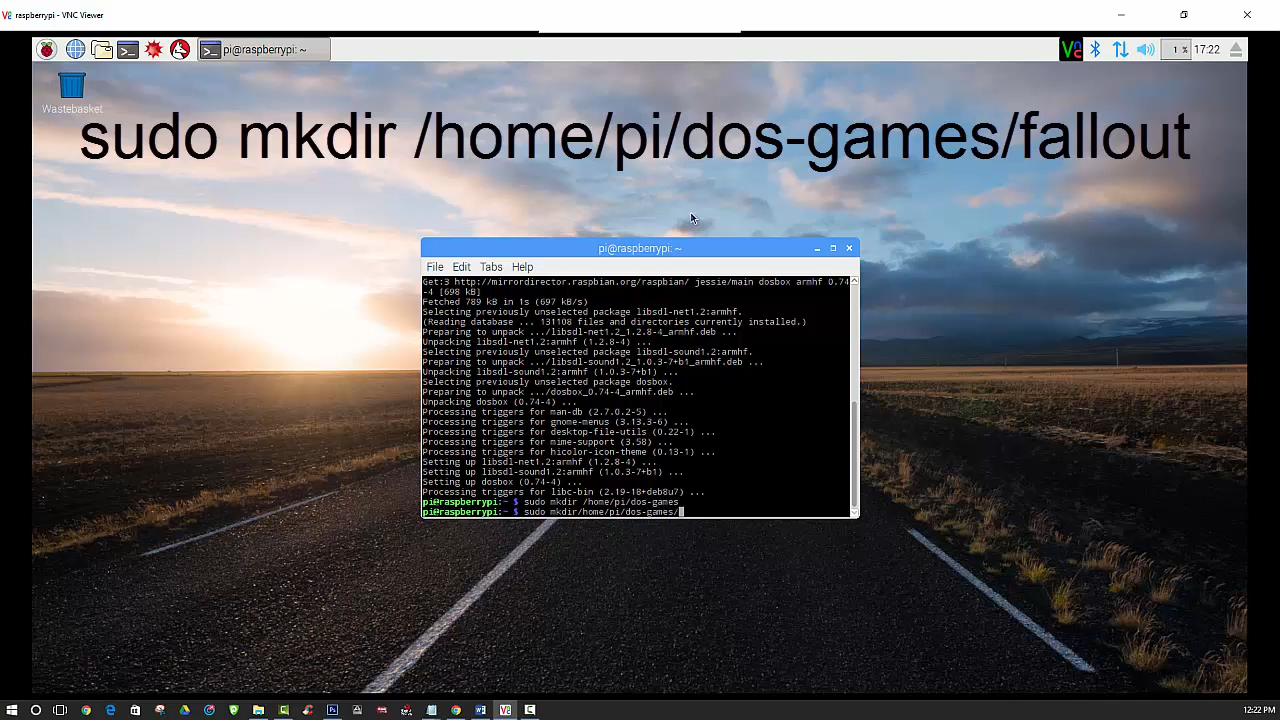 raspberrypi - VNC Viewer
pi@raspberrypi: ~
1 %
17:22
Wastebasket
sudo mkdir /home/pi/dos-games/fallout
pi@raspberrypi: ~
File Edit Tabs Help
Get:3 http://mirrordirector.raspbian.org/raspbian/ jessie/main dosbox armhf 0.74
-4 [698 kB]
Fetched 789 kB in 1s (697 kB/s)
Selecting previously unselected package libsdl-net1.2:armhf.
(Reading database ... 131108 files and directories currently installed.)
Preparing to unpack .../libsdl-net1.2_1.2.8-4_armhf.deb ...
Unpacking libsdl-net1.2:armhf (1.2.8-4) ...
Selecting previously unselected package libsdl-sound1.2:armhf.
Preparing to unpack .../libsdl-sound1.2_1.0.3-7+b1_armhf.deb ...
Unpacking libsdl-sound1.2:armhf (1.0.3-7+b1) ...
Selecting previously unselected package dosbox.
Preparing to unpack .../dosbox_0.74-4_armhf.deb ...
Unpacking dosbox (0.74-4) ...
Processing triggers for man-db (2.7.0.2-5) ...
Processing triggers for gnome-menus (3.13.3-6) ...
Processing triggers for desktop-file-utils (0.22-1) ...
Processing triggers for mime-support (3.58) ...
Processing triggers for hicolor-icon-theme (0.13-1) ...
Setting up libsdl-net1.2:armhf (1.2.8-4) ...
Setting up libsdl-sound1.2:armhf (1.0.3-7+b1) ...
Setting up dosbox (0.74-4) ...
Processing triggers for libc-bin (2.19-18+deb8u7) ...
pi@raspberrypi:~ $ sudo mkdir /home/pi/dos-games
pi@raspberrypi:~ $ sudo mkdir/home/pi/dos-games/
12:22 PM